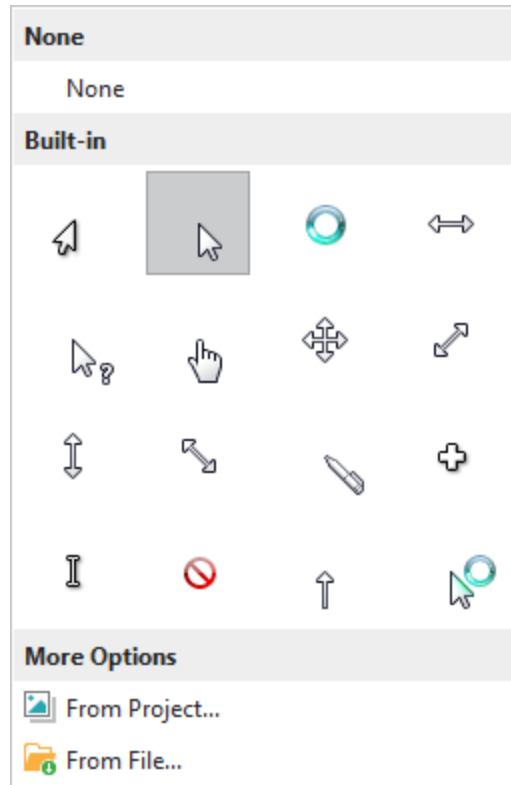 None
None
Built-in
More Options
From Project...
From File...